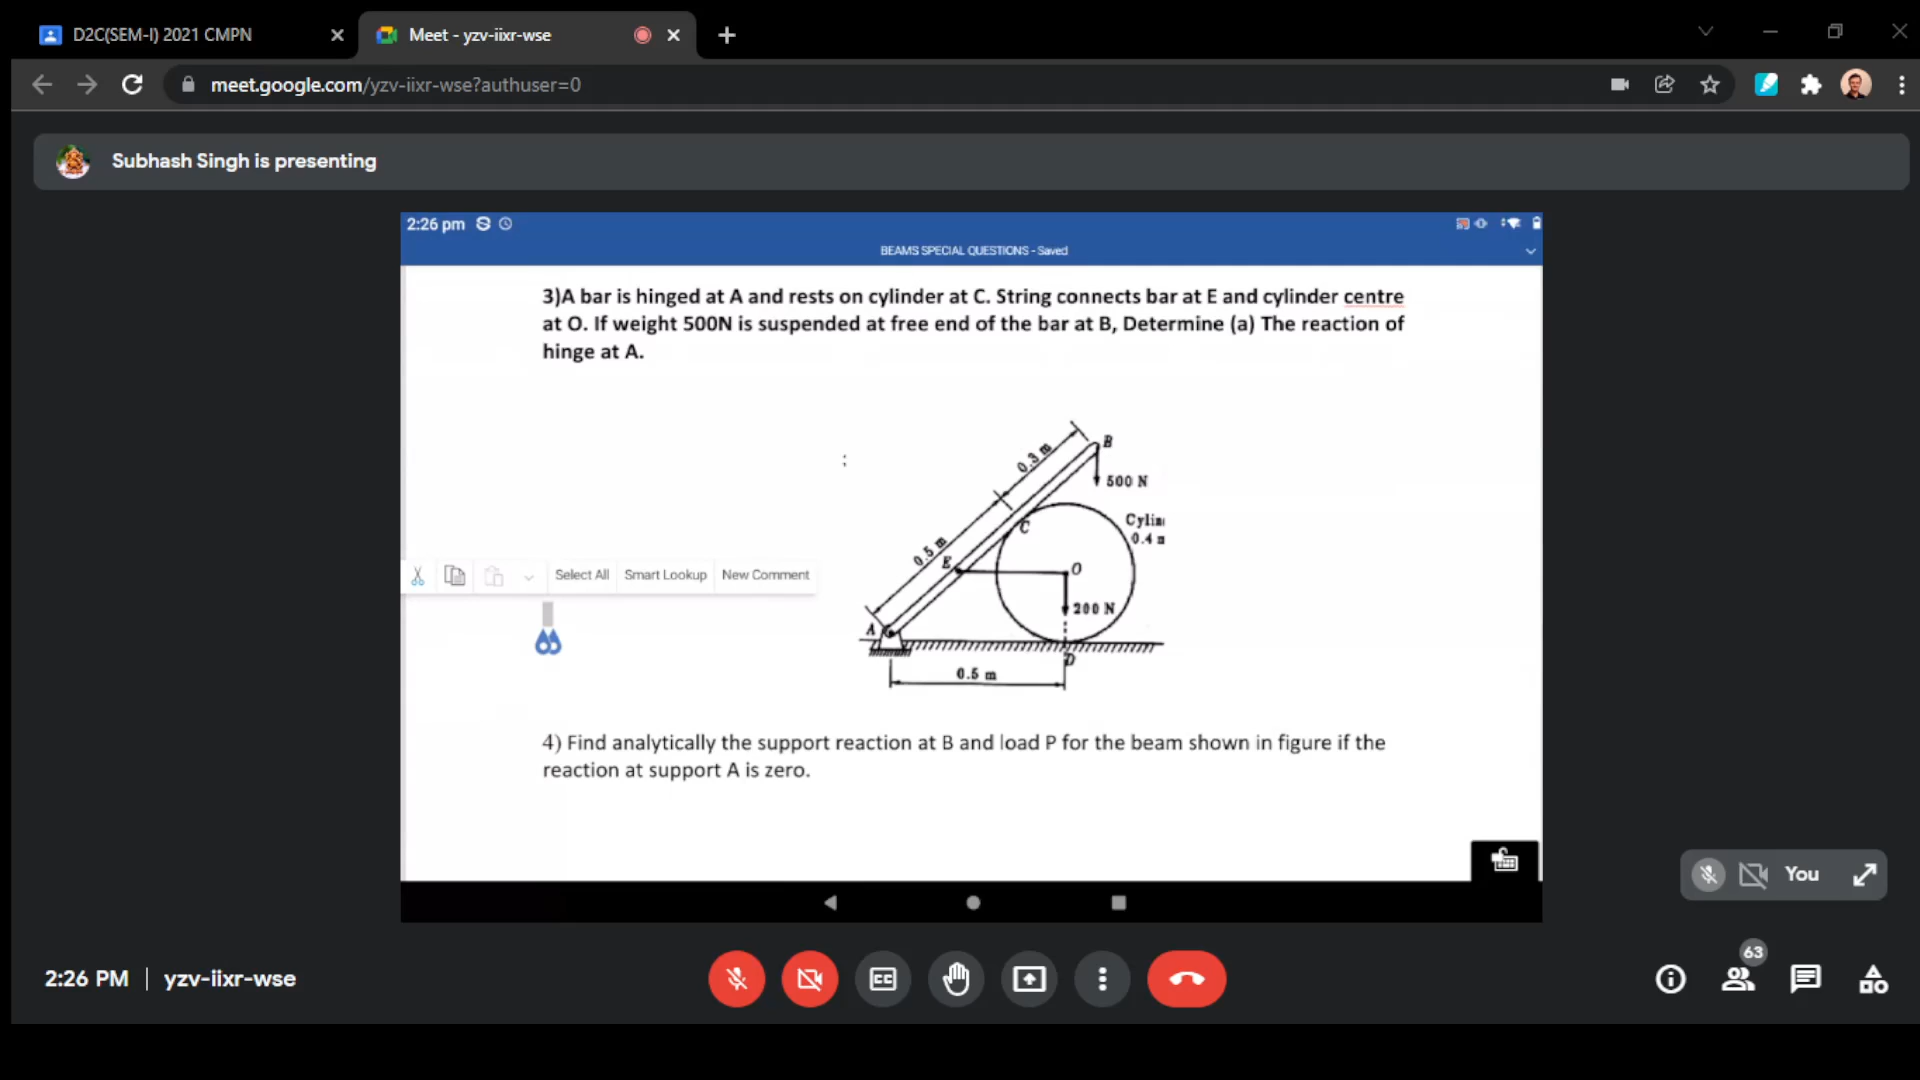 D2C(SEM-I) 2021 CMPN
Meet - yzv-iixr-wse
meet.google.com/yzv-iixr-wse?authuser=0
Subhash Singh is presenting
2:26 pm
BEAMS SPECIAL QUESTIONS - Saved
3)A bar is hinged at A and rests on cylinder at C. String connects bar at E and cylinder centre
at O. If weight 500N is suspended at free end of the bar at B, Determine (a) The reaction of
hinge at A.
B
0.3 m
500 N
C
Cylin
0.4 m
0.5 m
E
O
200 N
A
D
0.5 m
Select All Smart Lookup New Comment
4) Find analytically the support reaction at B and load P for the beam shown in figure if the
reaction at support A is zero.
You
2:26 PM | yzv-iixr-wse
CC
63